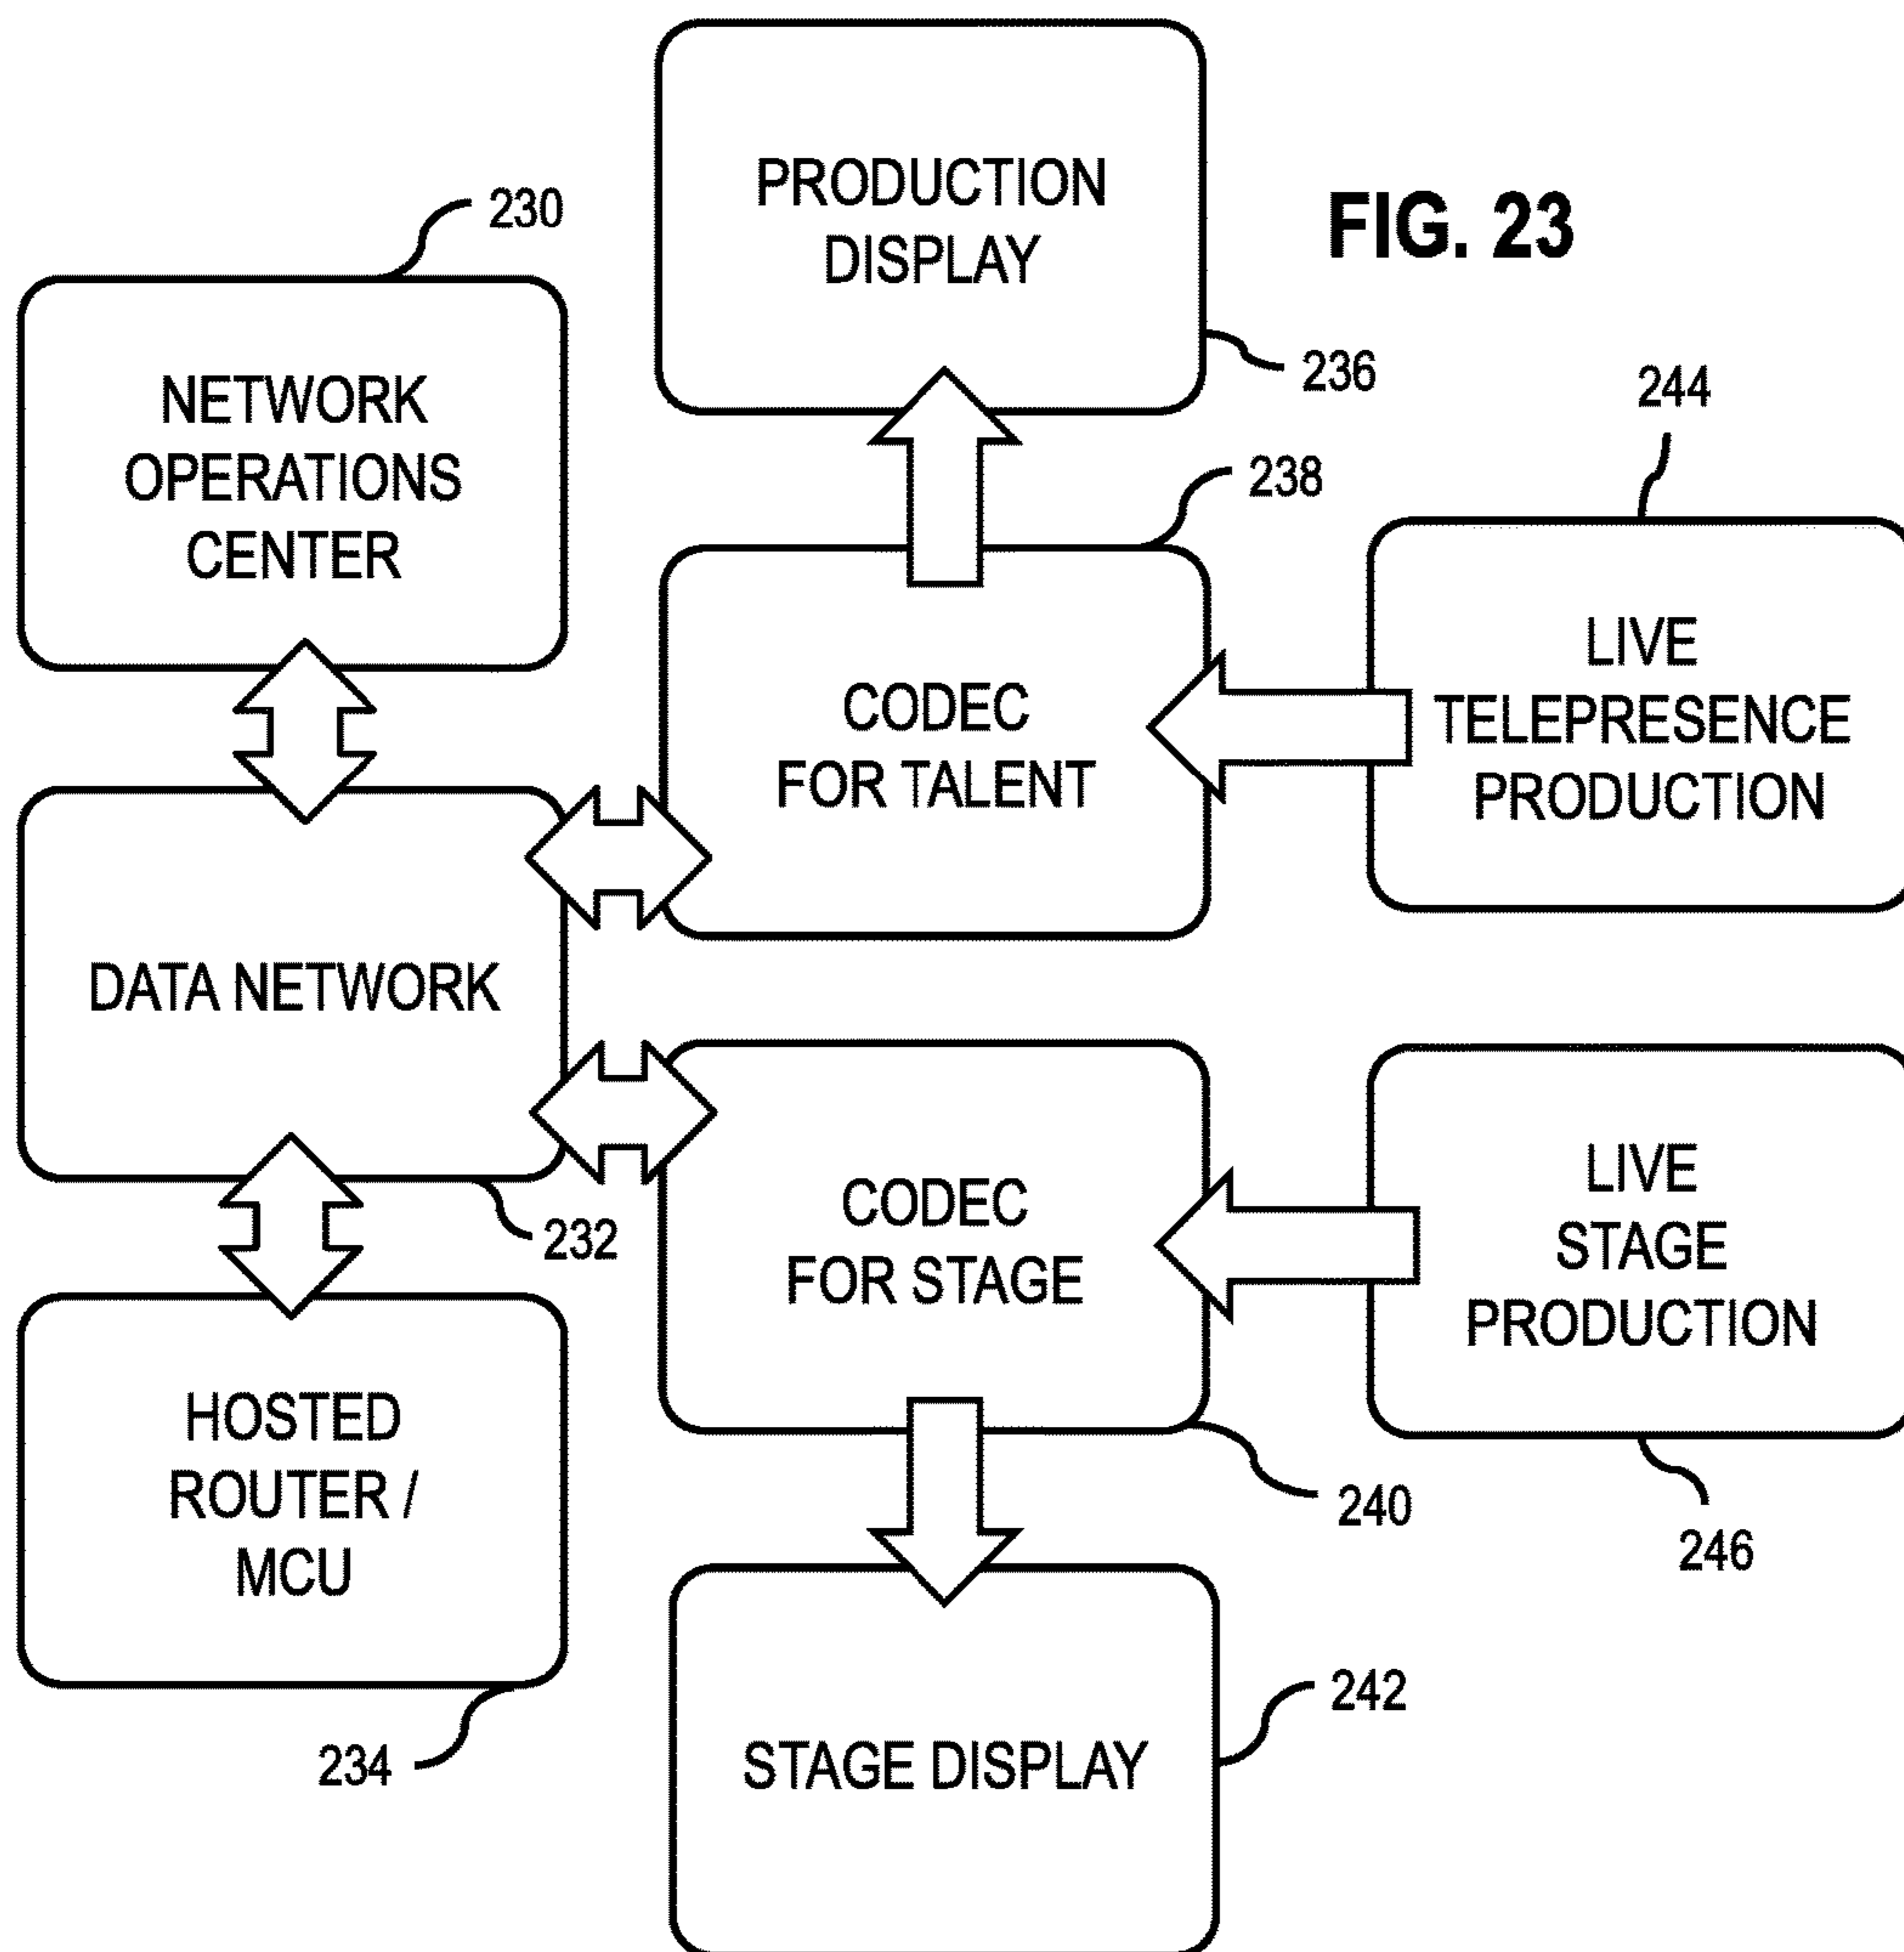 PRODUCTION
DISPLAY
FIG. 23
230
236
NETWORK
OPERATIONS
CENTER
238
244
CODEC
FOR TALENT
LIVE
TELEPRESENCE
PRODUCTION
DATA NETWORK
232
CODEC
FOR STAGE
LIVE
STAGE
PRODUCTION
240
246
HOSTED
ROUTER /
MCU
234
STAGE DISPLAY
242